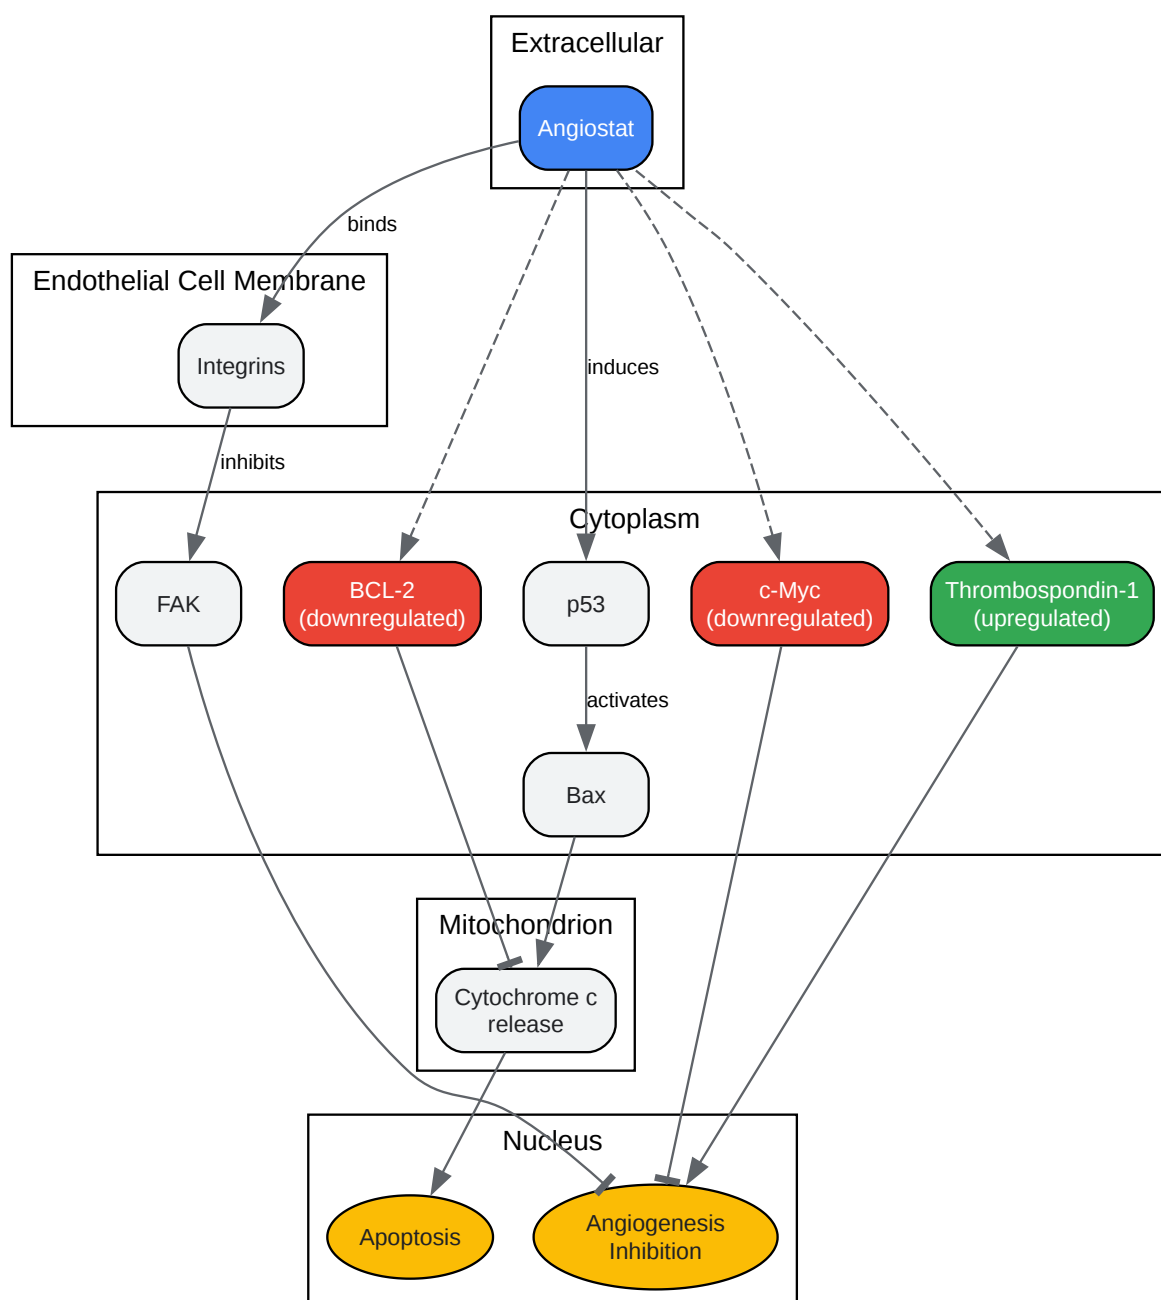 Extracellular
Angiostat
binds
Endothelial Cell Membrane
Integrins
induces
inhibits
Cytoplasm
FAK
BCL-2
(downregulated)
p53
c-Myc
(downregulated)
Thrombospondin-1
(upregulated)
activates
Bax
Mitochondrion
Cytochrome c
release
Nucleus
Apoptosis
Angiogenesis
Inhibition